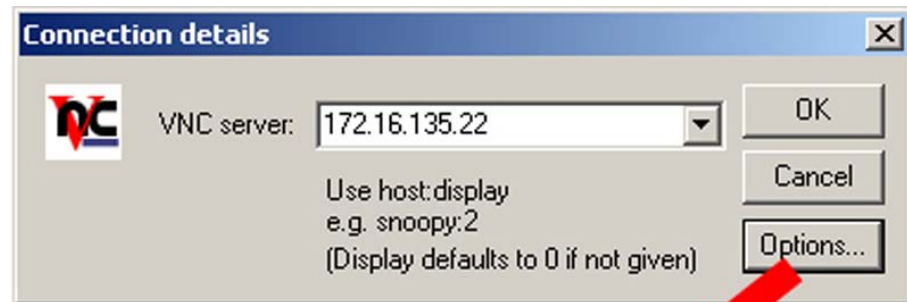 Connection details
VNC
VNC server: 172.16.135.22
OK
Use host:display
Cancel
e.g. snoopy:2
(Display defaults to 0 if not given)
Options...